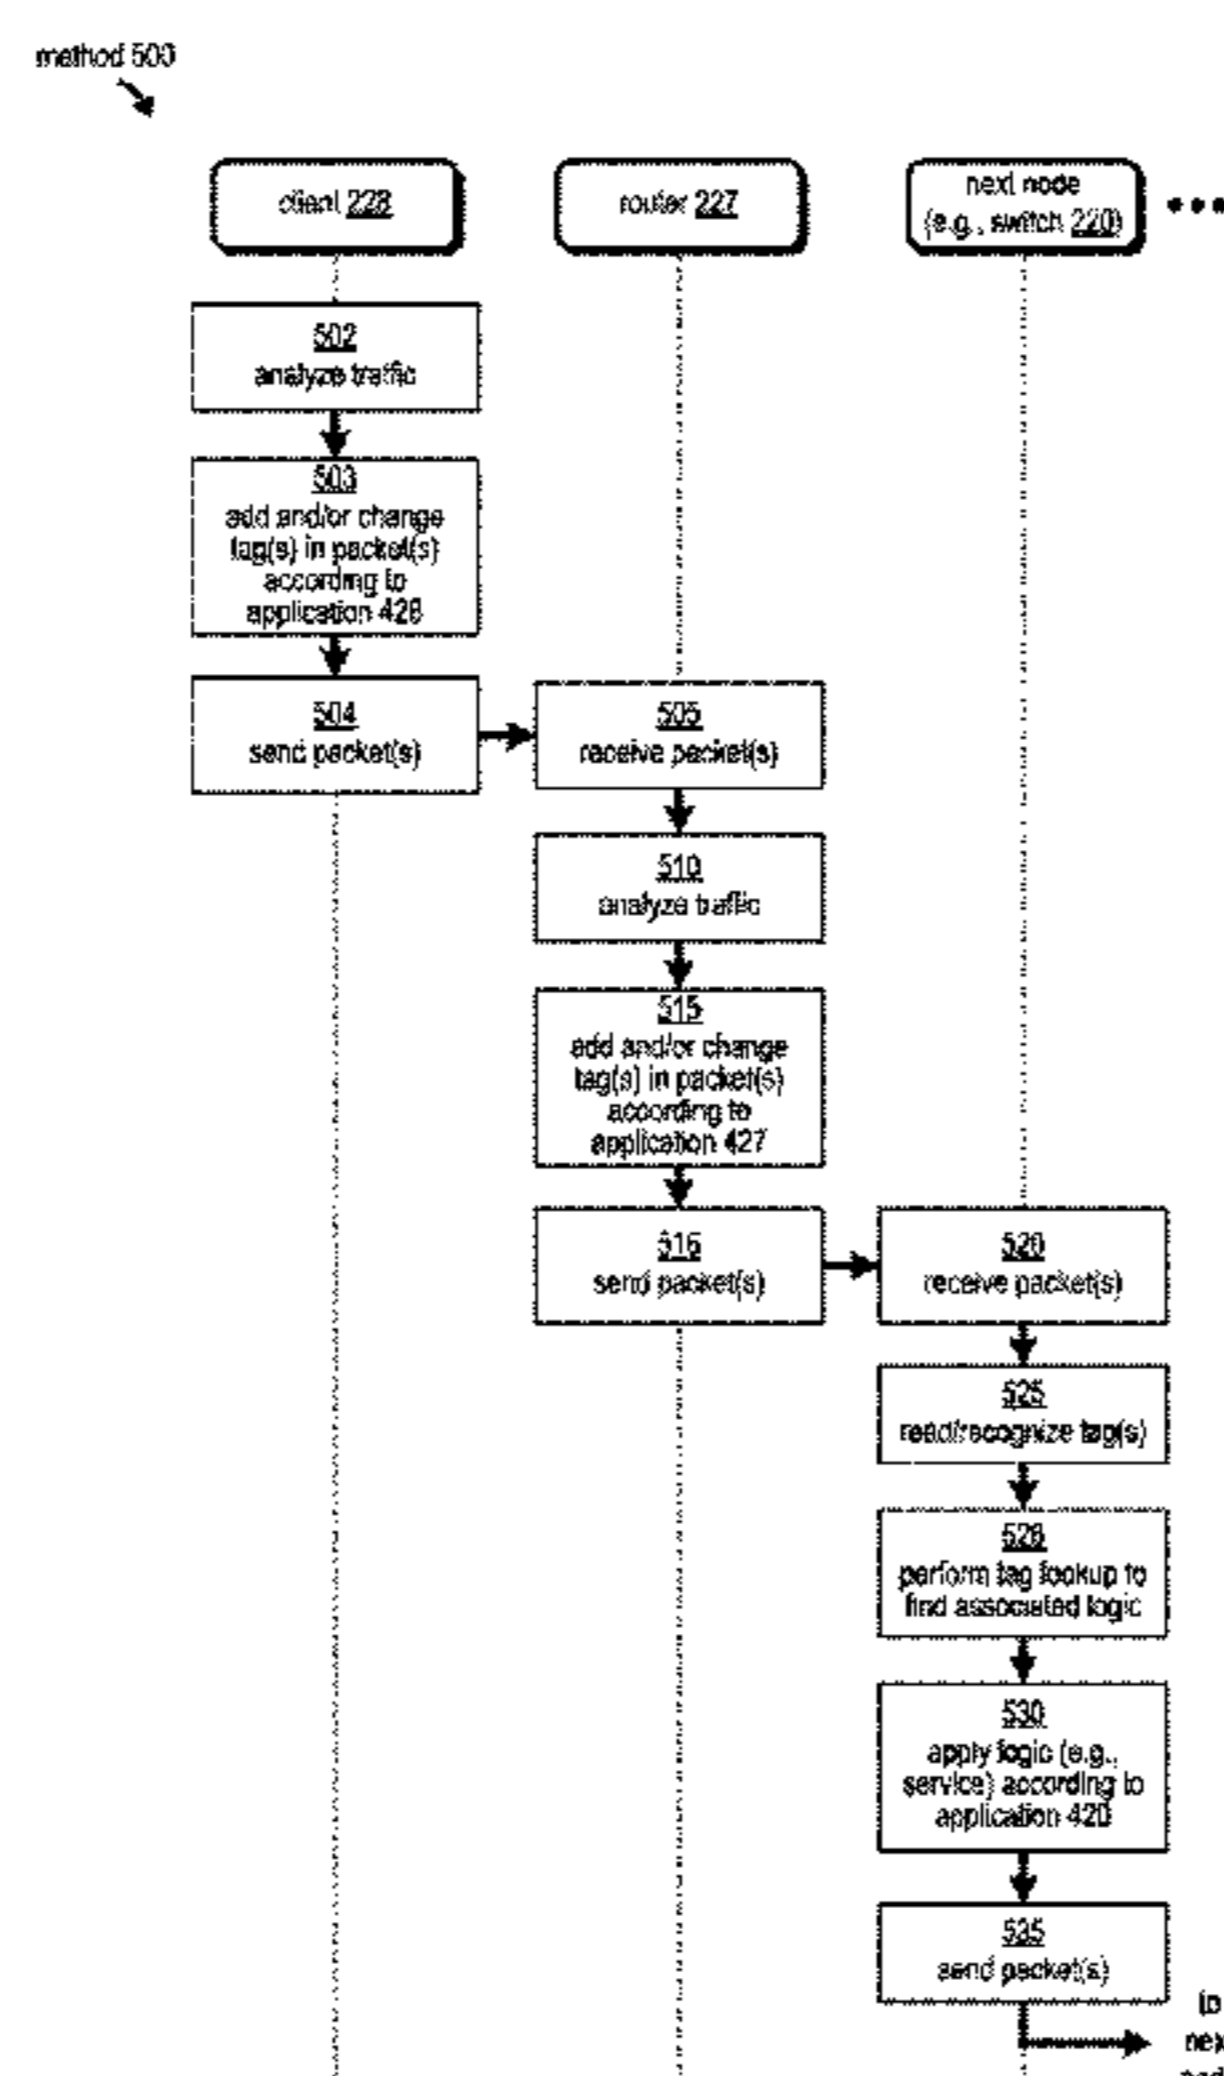 method 500
client 228
router 227
next node
(e.g., switch 220)
502
analyze traffic
503
add and/or change
tag(s) in packet(s)
according to
application 428
504
send packet(s)
505
receive packet(s)
510
analyze traffic
515
add and/or change
tag(s) in packet(s)
according to
application 427
516
send packet(s)
520
receive packet(s)
525
read/recognize tag(s)
528
perform tag lookup to
find associated logic
530
apply logic (e.g.,
service) according to
application 420
535
send packet(s)
to